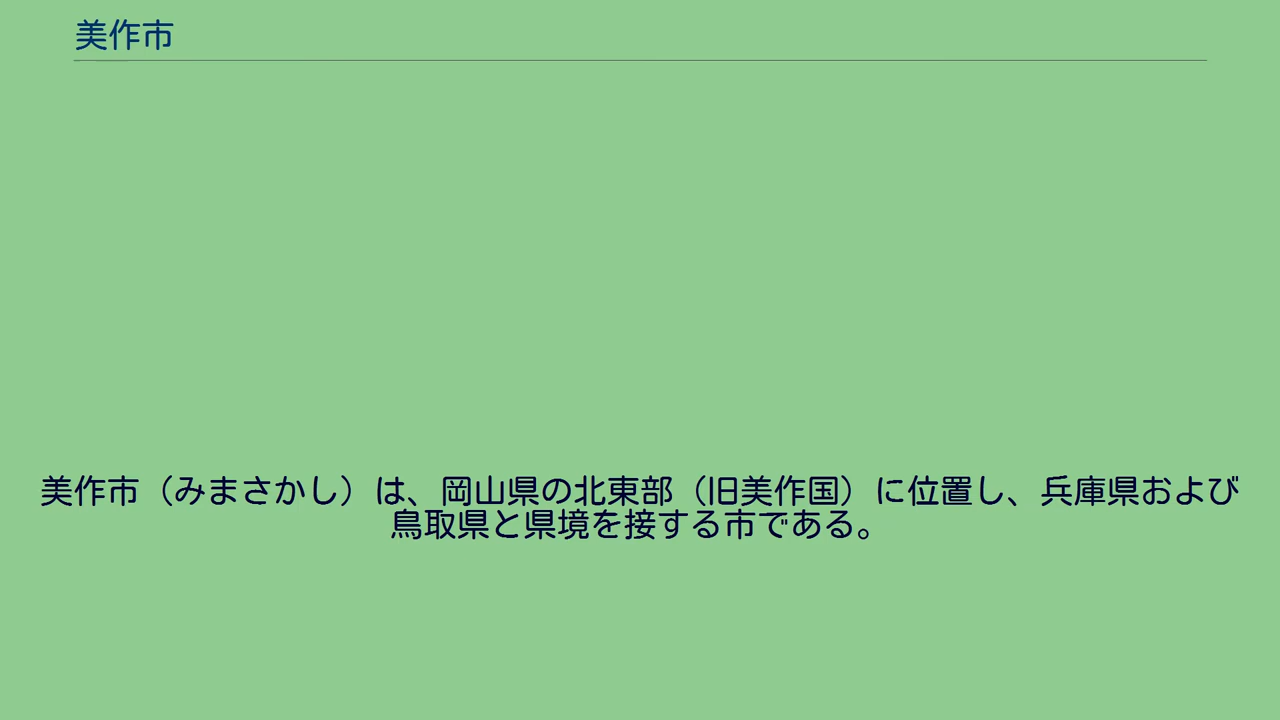 美作市
美作市（みまさかし）は、岡山県の北東部（旧美作国）に位置し、兵庫県および
鳥取県と県境を接する市である。